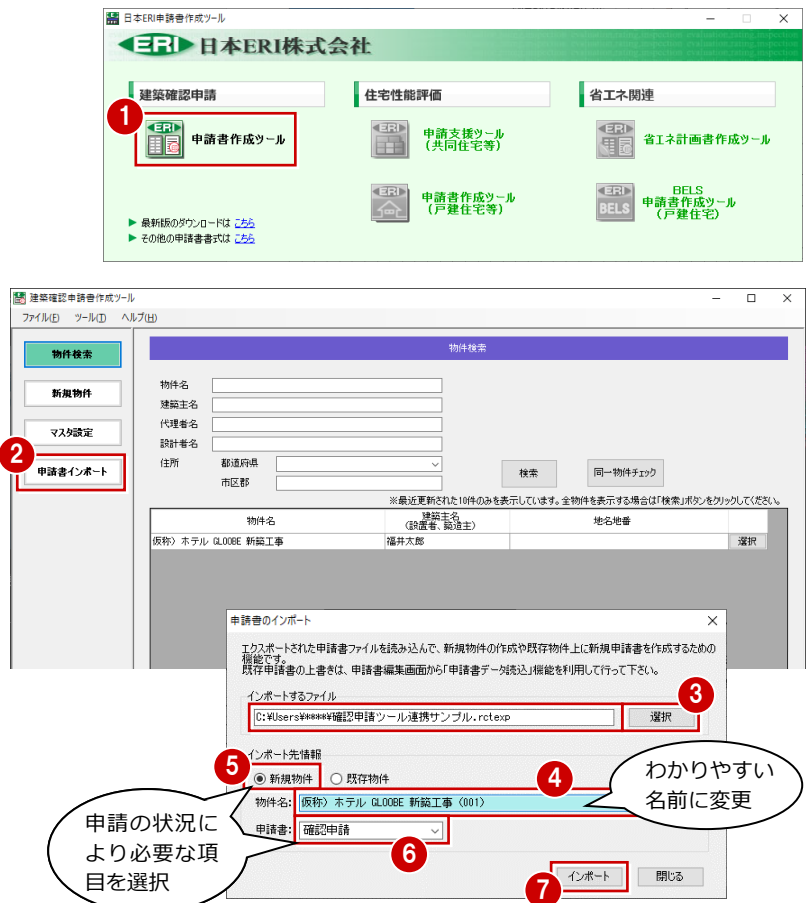 日本ERI申請書作成ツール
ERI 日本ERI株式会社
建築確認申請
住宅性能評価
省エネ関連
1
ERI 申請書作成ツール
ERI 申請支援ツール
（共同住宅等）
ERI 省エネ計画書作成ツール
ERI 申請書作成ツール
（戸建住宅等）
ERI BELS BELS
申請書作成ツール
（戸建住宅）
最新版のダウンロードは こちら
その他の申請書書式は こちら
建築確認申請書作成ツール
ファイル(F) ツール(T) ヘルプ(H)
物件検索
物件検索
新規物件
マスタ設定
2
申請書インポート
物件名
建築主名
代理者名
設計者名
住所 都道府県
市区郡
検索 同一物件チェック
※最近更新された10件のみを表示しています。全物件を表示する場合は「検索」ボタンをクリックしてください。
物件名 建築主名
（設置者、築造主） 地名地番
仮称）ホテル GLOOBE 新築工事 福井太郎 選択
申請書のインポート
エクスポートされた申請書ファイルを読み込んで、新規物件の作成や既存物件上に新規申請書を作成するための
機能です。
既存申請書の上書きは、申請書編集画面から「申請書データ読込」機能を利用して行って下さい。
インポートするファイル
3
C:¥Users¥****¥確認申請ツール連携サンプル.rctexp 選択
インポート先情報
5
新規物件 既存物件
4
わかりやすい
名前に変更
物件名: 仮称）ホテル GLOOBE 新築工事（001）
申請書: 確認申請
6
申請の状況に
より必要な項
目を選択
7
インポート 閉じる